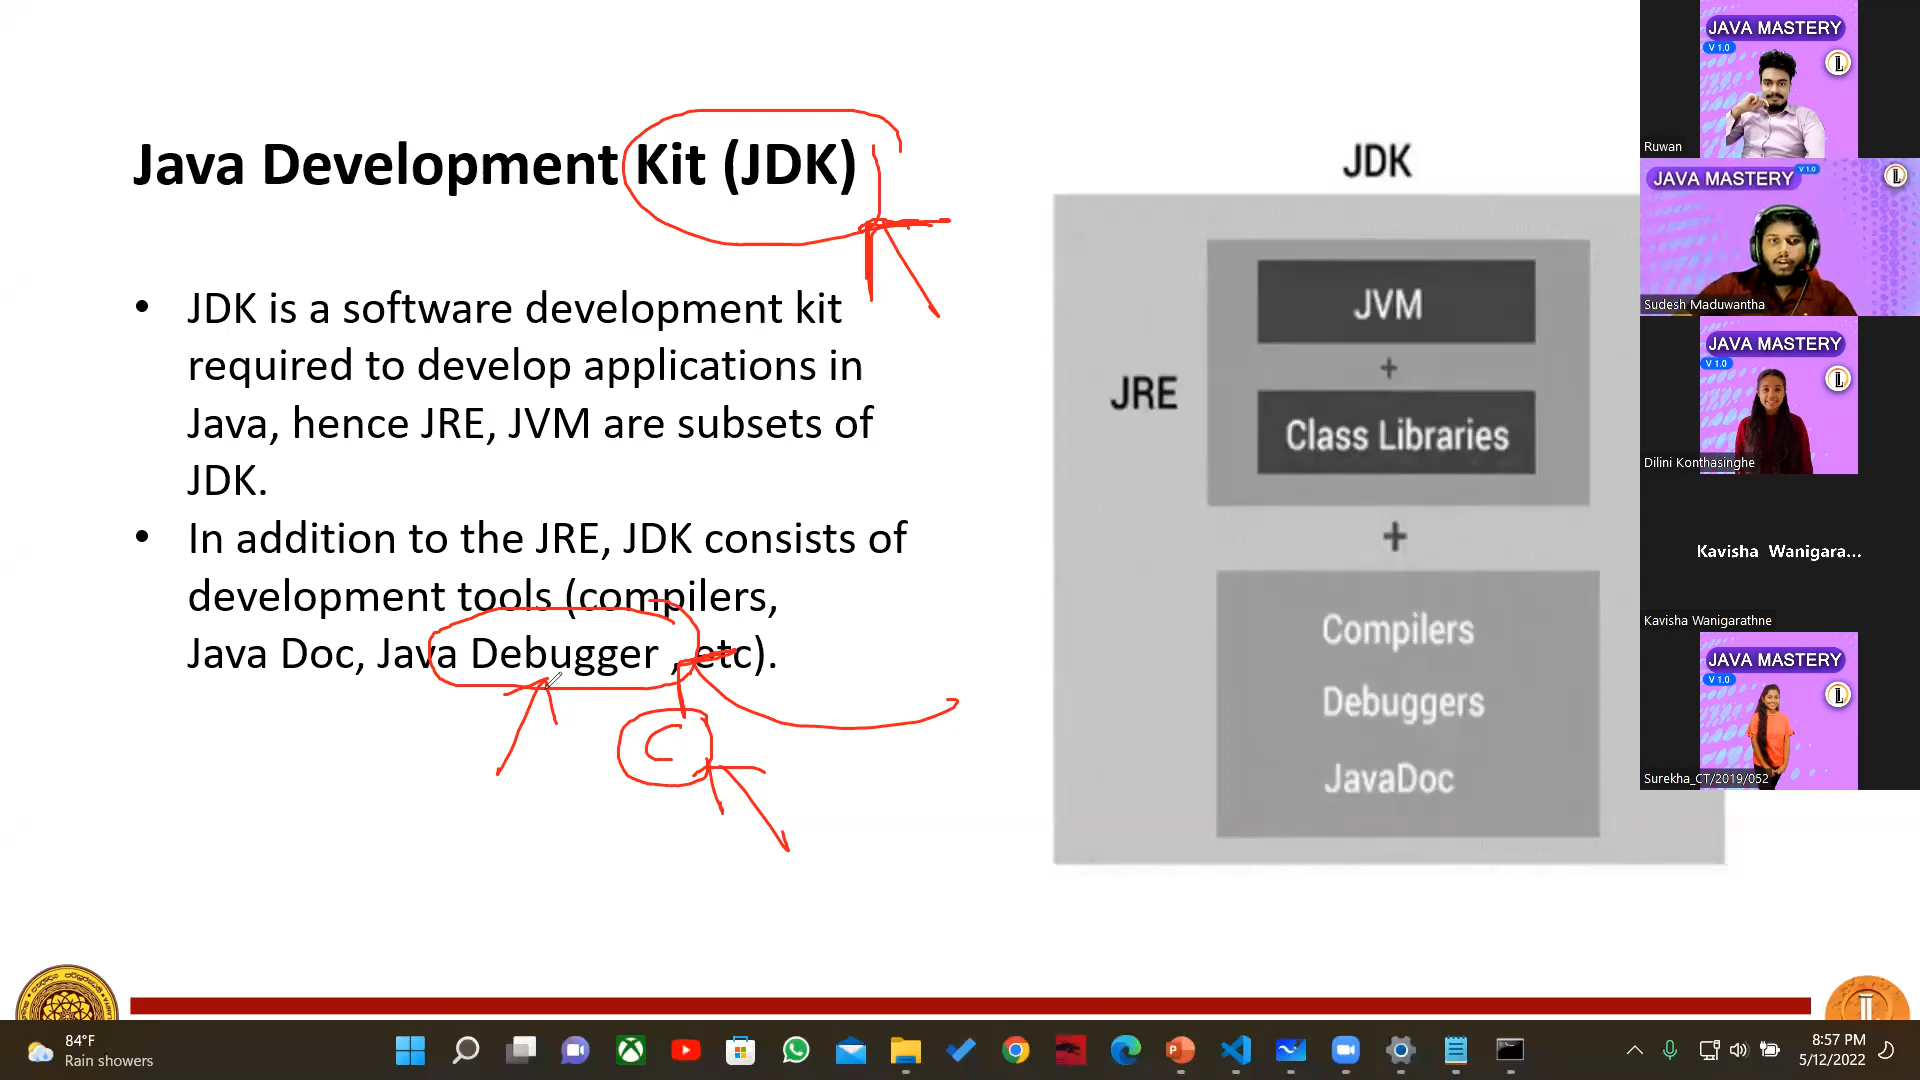 Java Development Kit (JDK)
• JDK is a software development kit
required to develop applications in
Java, hence JRE, JVM are subsets of
JDK.
• In addition to the JRE, JDK consists of
development tools (compilers,
Java Doc, Java Debugger , etc).
C
JDK
JVM
+
JRE
Class Libraries
+
Compilers
Debuggers
JavaDoc
JAVA MASTERY
V 1.0
Ruwan
JAVA MASTERY
V 1.0
Sudesh Maduwantha
JAVA MASTERY
V 1.0
Dilini Konthasinghe
Kavisha Wanigara...
Kavisha Wanigarathne
JAVA MASTERY
V 1.0
Surekha_CT/2019/052
84°F
Rain showers
8:57 PM
5/12/2022